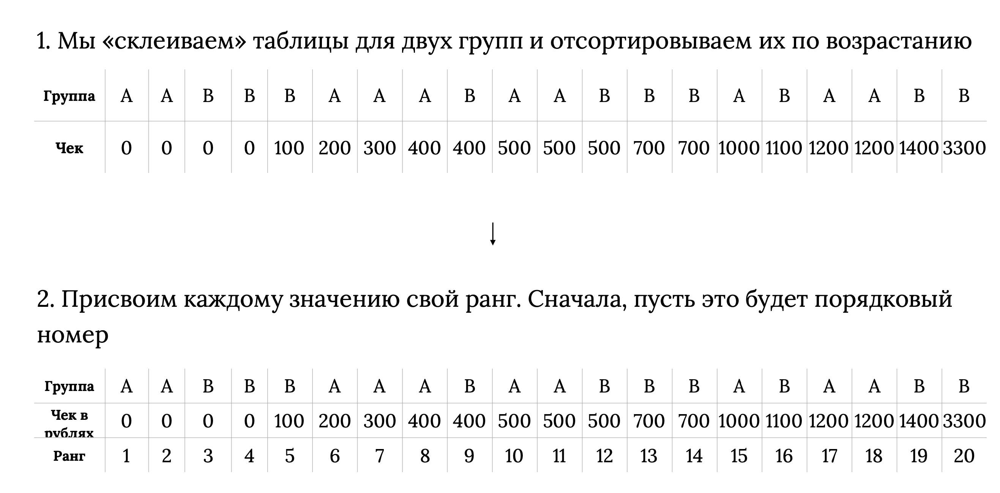 1. Мы «склеиваем» таблицы для двух групп и отсортировываем их по возрастанию
Группа A A B B B A A A B A A B B B A B A A B B
Чек 0 0 0 0 100 200 300 400 400 500 500 500 700 700 1000 1100 1200 1200 1400 3300
↓
2. Присвоим каждому значению свой ранг. Сначала, пусть это будет порядковый
номер
Группа A A B B B A A A B A A B B B A B A A B B
Чек в
рублях 0 0 0 0 100 200 300 400 400 500 500 500 700 700 1000 1100 1200 1200 1400 3300
Ранг 1 2 3 4 5 6 7 8 9 10 11 12 13 14 15 16 17 18 19 20